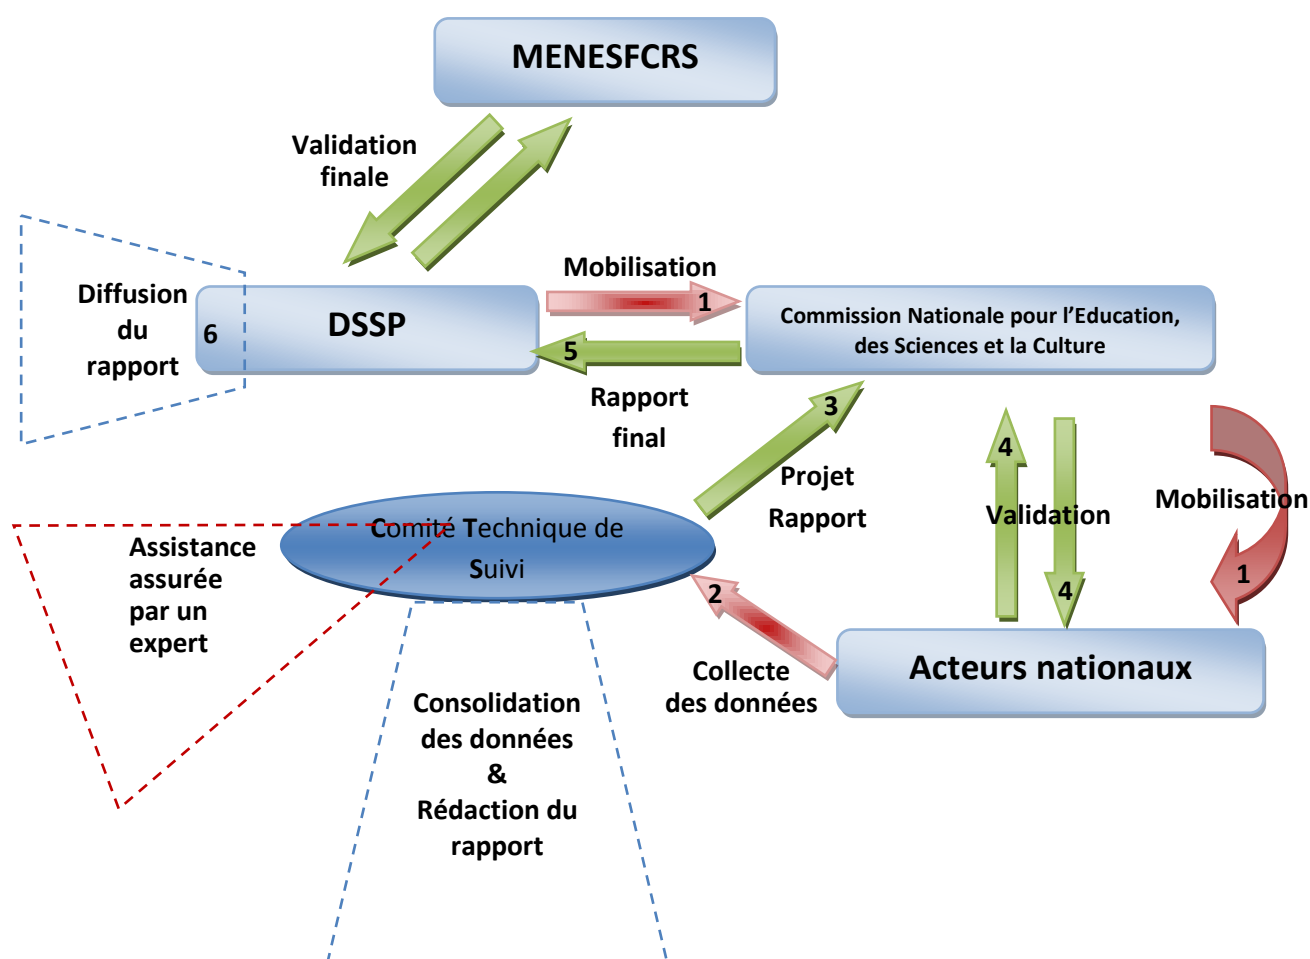 MENESFCRS
Validation
finale
Mobilisation
1
Diffusion
du
rapport
6
DSSP
Commission Nationale pour l’Education,
des Sciences et la Culture
5
Rapport
final
3
Projet
Rapport
4
Validation
4
Mobilisation
1
Comité Technique de
Suivi
Assistance
assurée
par un
expert
2
Collecte
des données
Acteurs nationaux
Consolidation
des données
&
Rédaction du
rapport